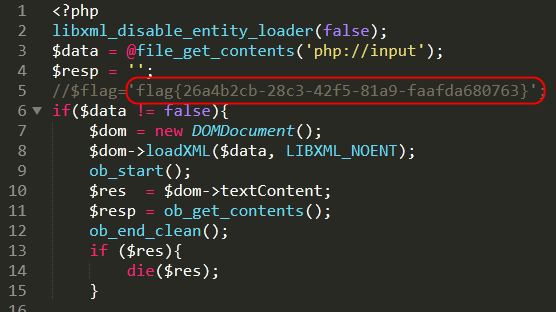 1 <?php
2 libxml_disable_entity_loader(false);
3 $data = @file_get_contents('php://input');
4 $resp = '';
5 //$flag='flag{26a4b2cb-28c3-42f5-81a9-faafda680763}';
6 if($data != false){
7 $dom = new DOMDocument();
8 $dom->loadXML($data, LIBXML_NOENT);
9 ob_start();
10 $res  = $dom->textContent;
11 $resp = ob_get_contents();
12 ob_end_clean();
13 if ($res){
14 die($res);
15 }
16